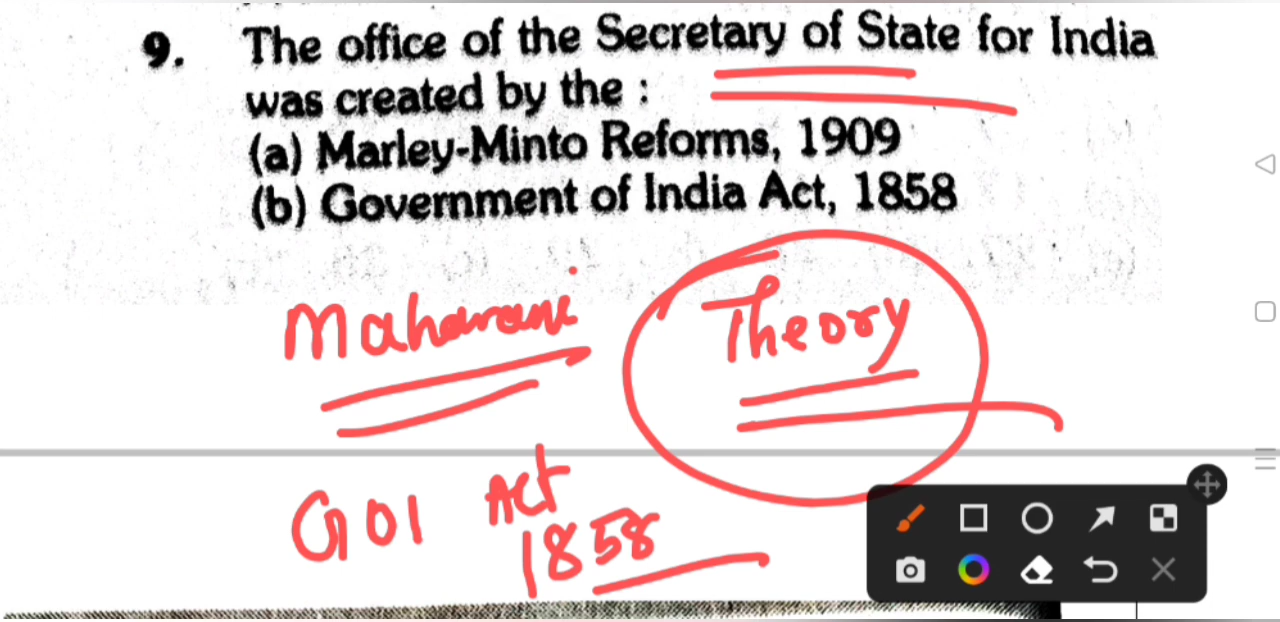 9. The office of the Secretary of State for India
was created by the :
(a) Marley-Minto Reforms, 1909
(b) Government of India Act, 1858
Maharani Theory
GOI Act
1858